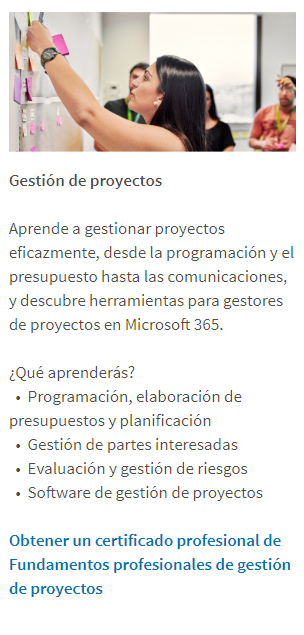 Gestión de proyectos
Aprende a gestionar proyectos
eficazmente, desde la programación y el
presupuesto hasta las comunicaciones,
y descubre herramientas para gestores
de proyectos en Microsoft 365.
¿Qué aprenderás?
• Programación, elaboración de
presupuestos y planificación
• Gestión de partes interesadas
• Evaluación y gestión de riesgos
• Software de gestión de proyectos
Obtener un certificado profesional de
Fundamentos profesionales de gestión
de proyectos